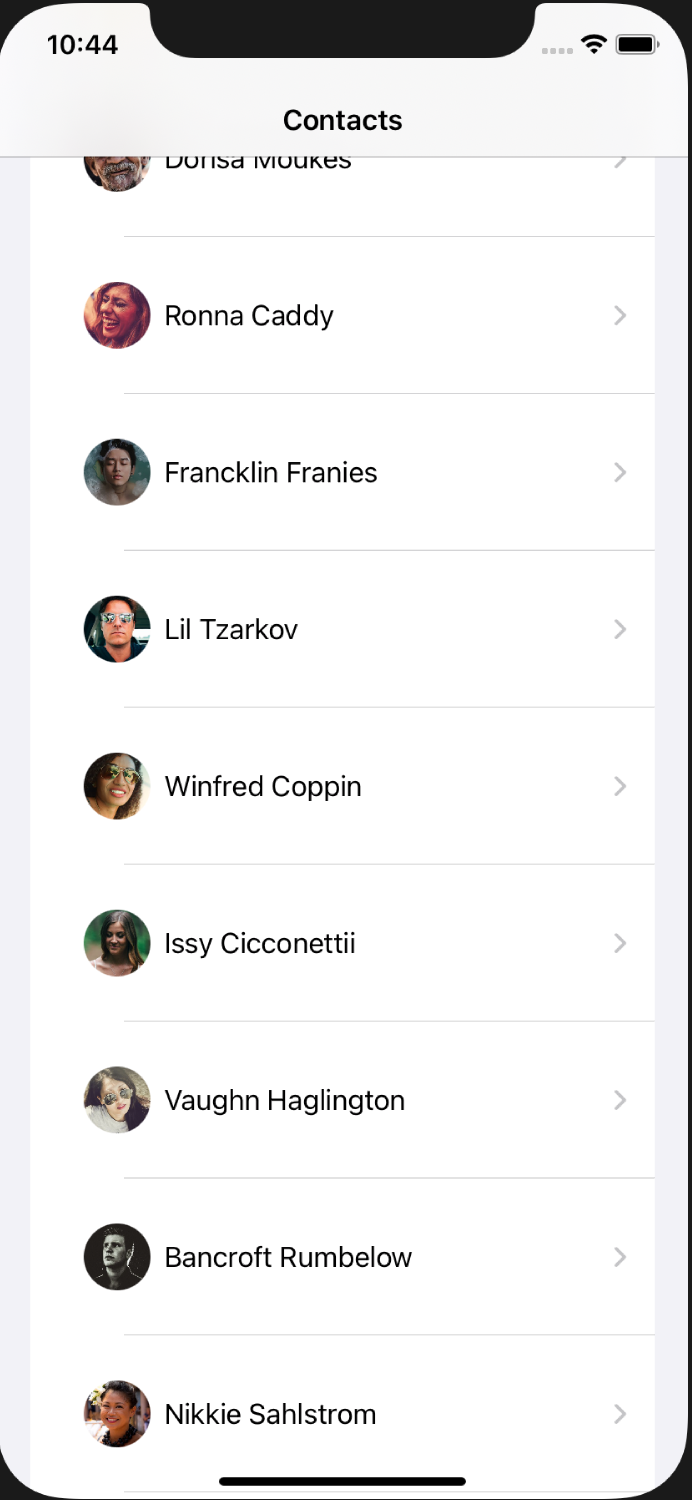 10:44
Contacts
Dorisa Moukes
Ronna Caddy
Francklin Franies
Lil Tzarkov
Winfred Coppin
Issy Cicconettii
Vaughn Haglington
Bancroft Rumbelow
Nikkie Sahlstrom